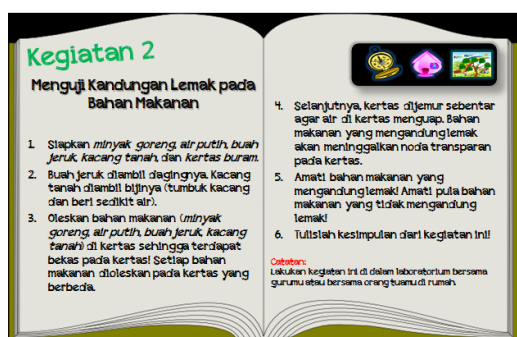 Kegiatan 2
Menguji Kandungan Lemak pada
Bahan Makanan
1. Siapkan minyak goreng, air putih, buah
jeruk, kacang tanah, dan kertas buram.
2. Buah jeruk diambil dagingnya. Kacang
tanah diambil bijinya (tumbuk kacang
dan beri sedikit air).
3. Oleskan bahan makanan (minyak
goreng, air putih, buah jeruk, kacang
tanah) di kertas sehingga terdapat
bekas pada kertas! Setiap bahan
makanan dioleskan pada kertas yang
berbeda.
4. Selanjutnya, kertas dijemur sebentar
agar air di kertas menguap. Bahan
makanan yang mengandung lemak
akan meninggalkan noda transparan
pada kertas.
5. Amati bahan makanan yang
mengandung lemak! Amati pula bahan
makanan yang tidak mengandung
lemak!
6. Tulislah kesimpulan dari kegiatan ini!
Catatan:
Lakukan kegiatan ini di dalam laboratorium bersama
gurumu atau bersama orang tuamu di rumah.